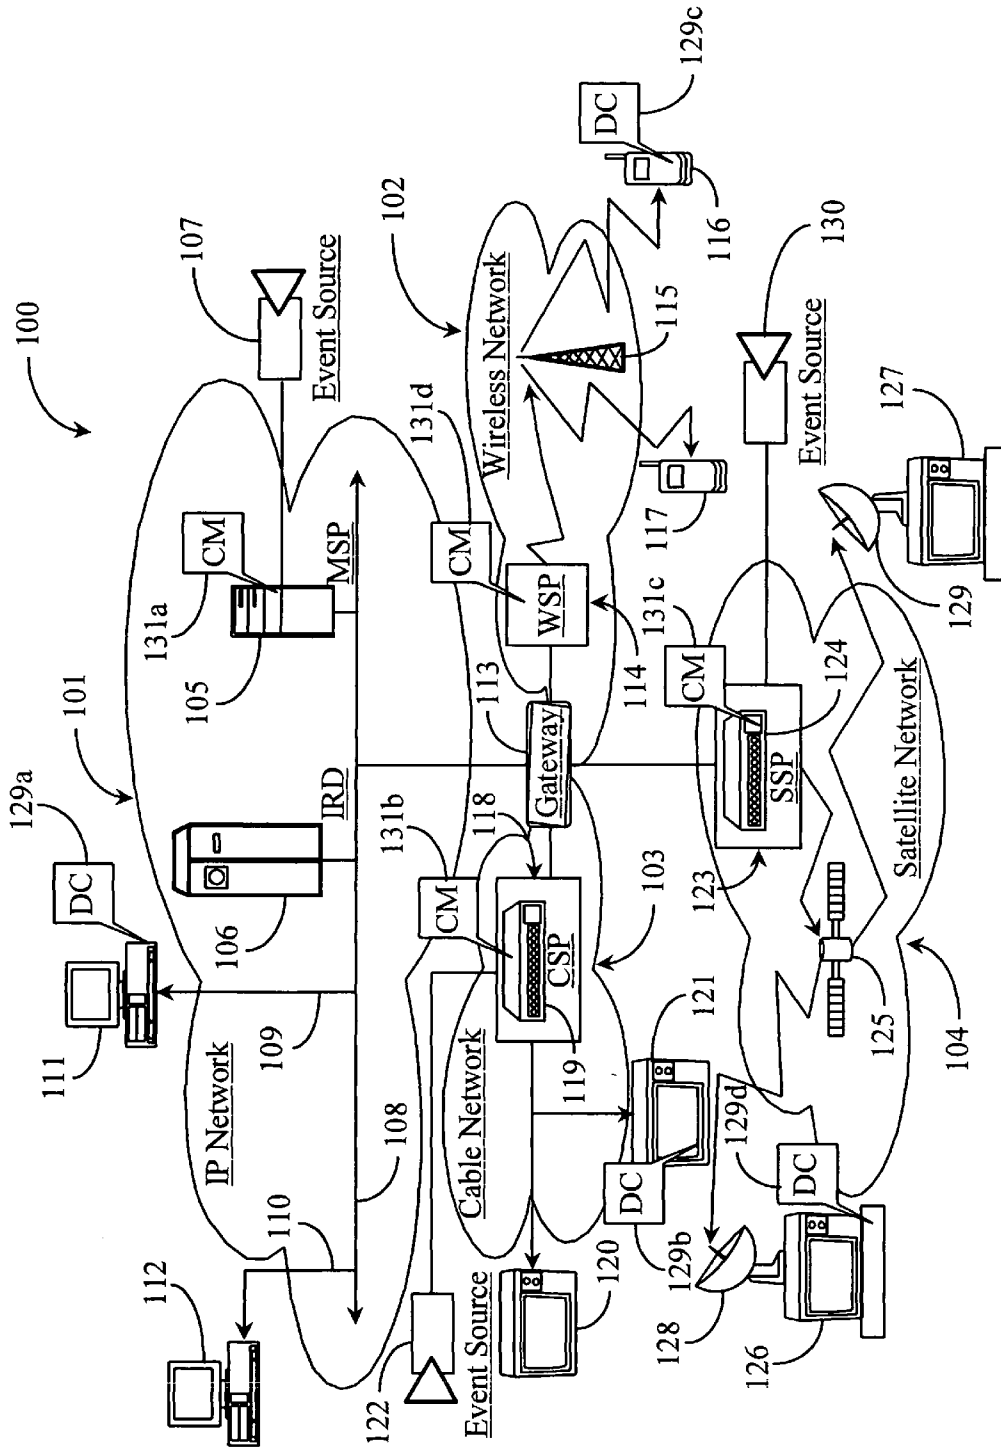 100
112
111
DC
129a
101
106
IRD
105
131a
CM
107
Event Source
MSP
IP Network
110
109
108
102
131d
CM
Wireless Network
WSP
115
DC
129c
116
117
114
113
Gateway
118
131b
CM
CSP
119
103
Cable Network
122
Event Source
120
121
DC
129b
131c
CM
SSP
124
123
Event Source
130
Satellite Network
125
104
129d
DC
128
126
129
127